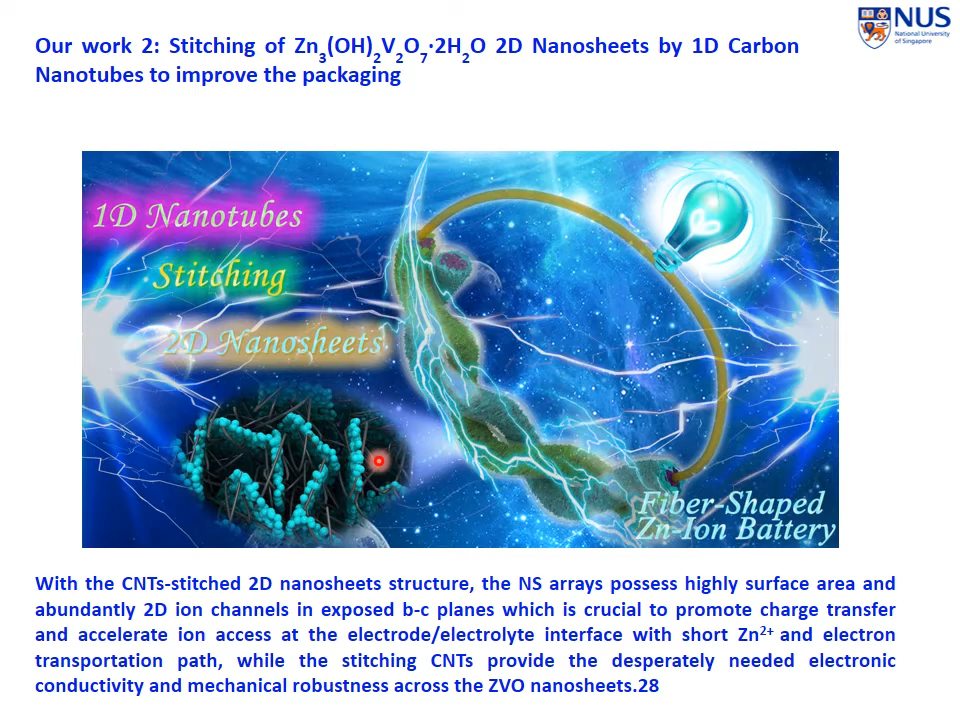 Our work 2: Stitching of Zn3(OH)2V2O7·2H2O 2D Nanosheets by 1D Carbon
Nanotubes to improve the packaging
NUS
National University
of Singapore
1D Nanotubes
Stitching
2D Nanosheets
Fiber-Shaped
Zn-Ion Battery
With the CNTs-stitched 2D nanosheets structure, the NS arrays possess highly surface area and
abundantly 2D ion channels in exposed b-c planes which is crucial to promote charge transfer
and accelerate ion access at the electrode/electrolyte interface with short Zn2+ and electron
transportation path, while the stitching CNTs provide the desperately needed electronic
conductivity and mechanical robustness across the ZVO nanosheets.28